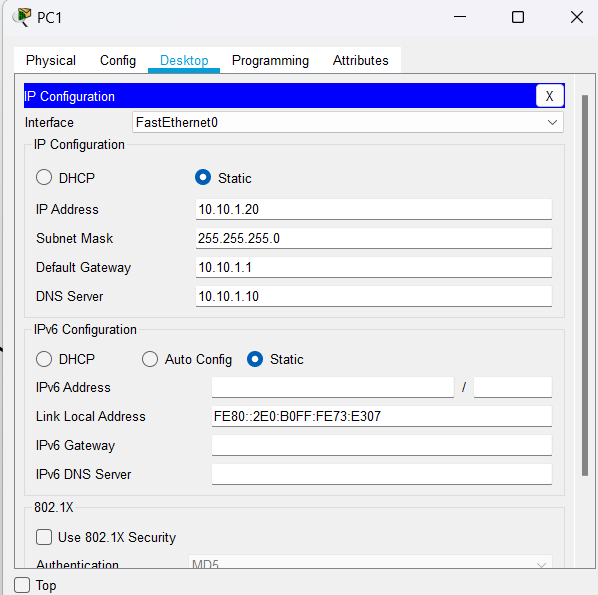 PC1
Physical Config Desktop Programming Attributes
IP Configuration X
Interface FastEthernet0
IP Configuration
DHCP Static
IP Address 10.10.1.20
Subnet Mask 255.255.255.0
Default Gateway 10.10.1.1
DNS Server 10.10.1.10
IPv6 Configuration
DHCP Auto Config Static
IPv6 Address /
Link Local Address FE80::2E0:B0FF:FE73:E307
IPv6 Gateway
IPv6 DNS Server
802.1X
Use 802.1X Security
Authentication MD5
Top